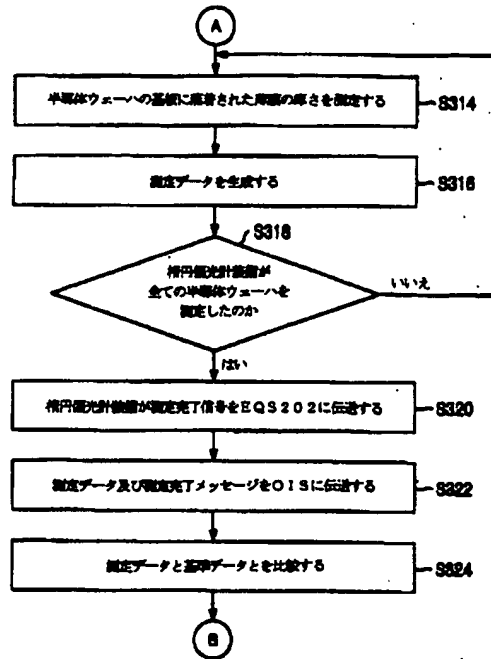 A
半導体ウェーハの基板に蒸着された薄膜の厚さを測定する
S314
測定データを生成する
S316
S318
楕円偏光計装備が
全ての半導体ウェーハを
測定したのか
いいえ
はい
楕円偏光計装備が測定完了信号をEQS202に伝送する
S320
測定データ及び測定完了メッセージをOISに伝送する
S322
測定データと基準データとを比較する
S324
B